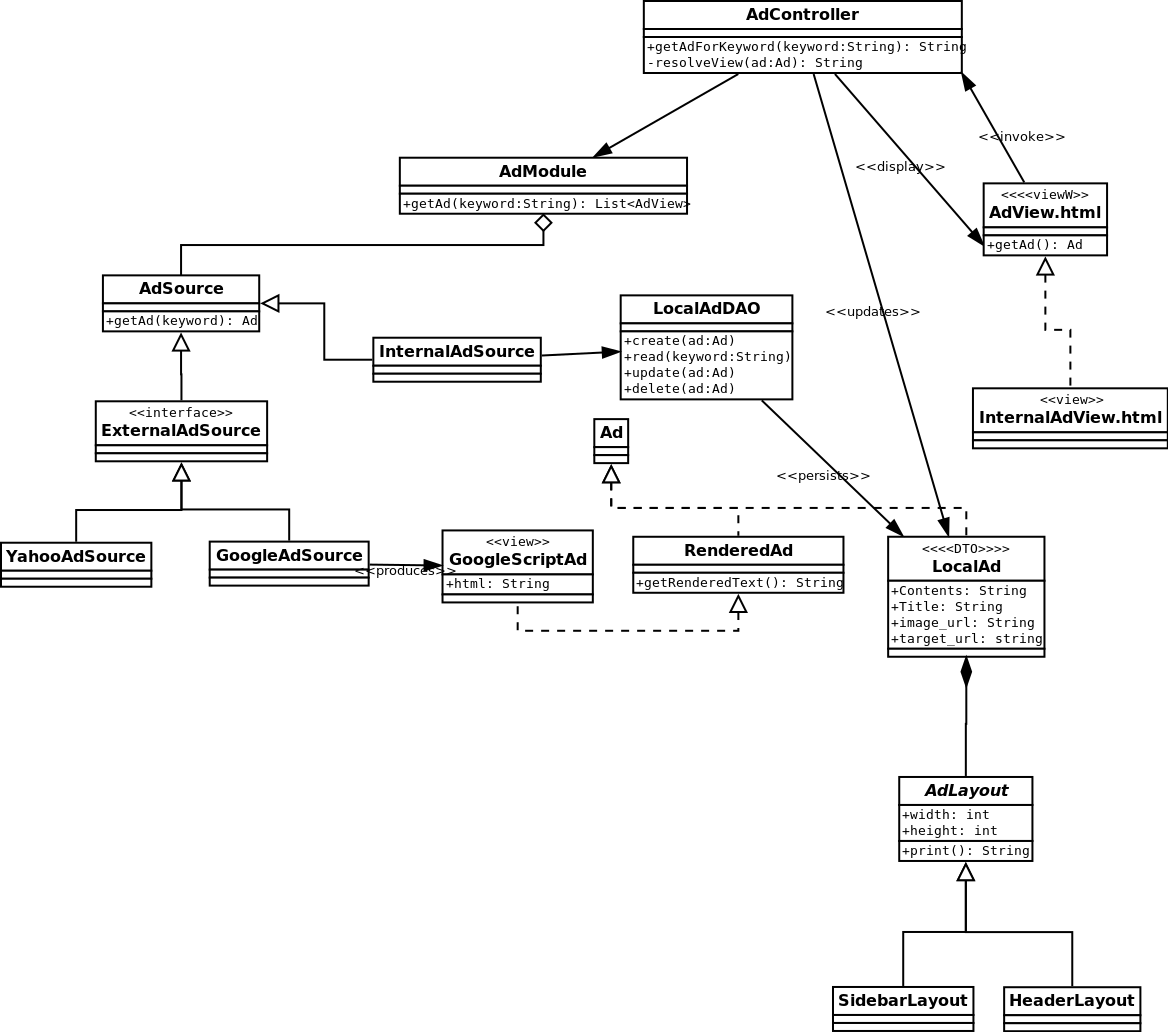 AdController
+getAdForKeyword(keyword:String): String
-resolveView(ad:Ad): String
<<invoke>>
<<display>>
AdModule
+getAd(keyword:String): List<AdView>
<<<<viewW>>
AdView.html
+getAd(): Ad
AdSource
+getAd(keyword): Ad
LocalAdDAO
+create(ad:Ad)
+read(keyword:String)
+update(ad:Ad)
+delete(ad:Ad)
<<updates>>
InternalAdSource
<<view>>
InternalAdView.html
<<interface>>
ExternalAdSource
Ad
<<persists>>
YahooAdSource
GoogleAdSource
<<produces>>
<<view>>
GoogleScriptAd
+html: String
RenderedAd
+getRenderedText(): String
<<<<DTO>>>>
LocalAd
+Contents: String
+Title: String
+image_url: String
+target_url: string
AdLayout
+width: int
+height: int
+print(): String
SidebarLayout
HeaderLayout